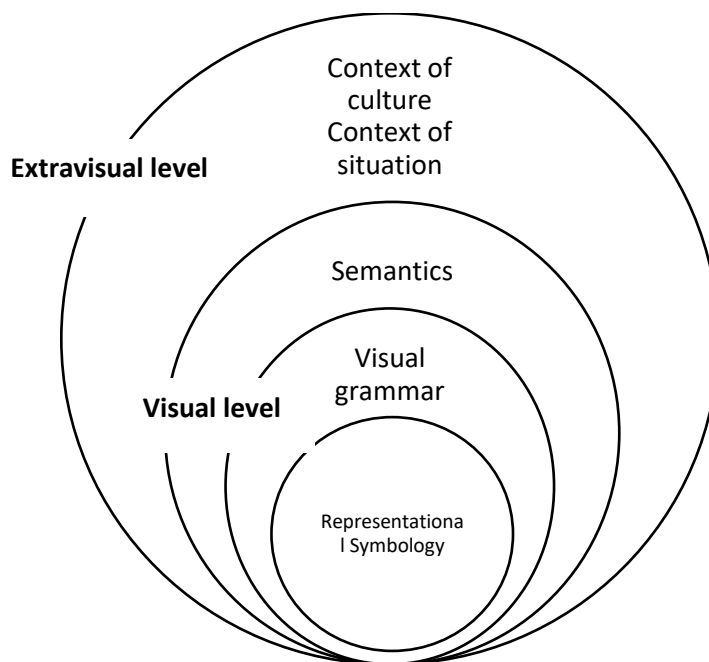 Context of
culture
Context of
situation
Extravisual level
Semantics
Visual
grammar
Visual level
Representationa
l Symbology